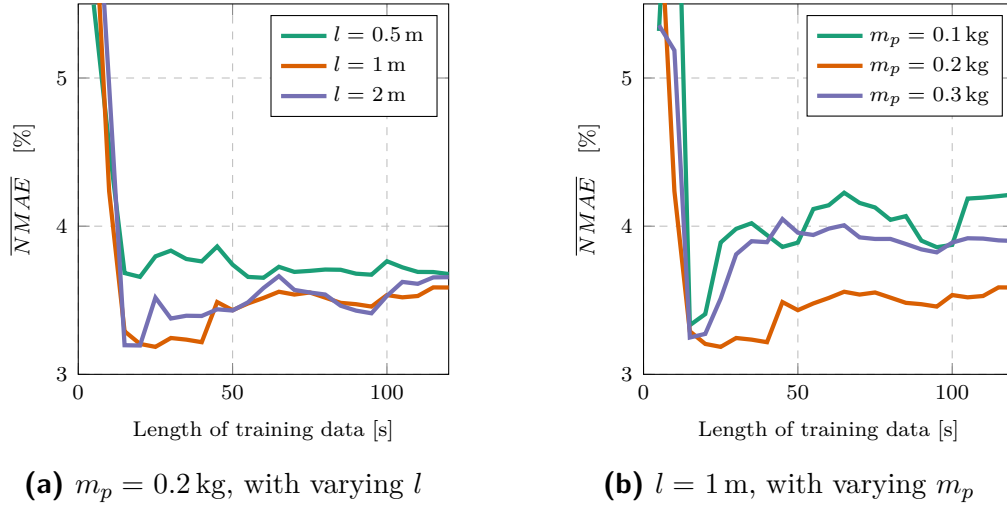 l = 0.5 m
l = 1 m
l = 2 m
5
4
3
0
50
100
NMAE [%]
Length of training data [s]
(a) m_p = 0.2 kg, with varying l
m_p = 0.1 kg
m_p = 0.2 kg
m_p = 0.3 kg
5
4
3
0
50
100
NMAE [%]
Length of training data [s]
(b) l = 1 m, with varying m_p